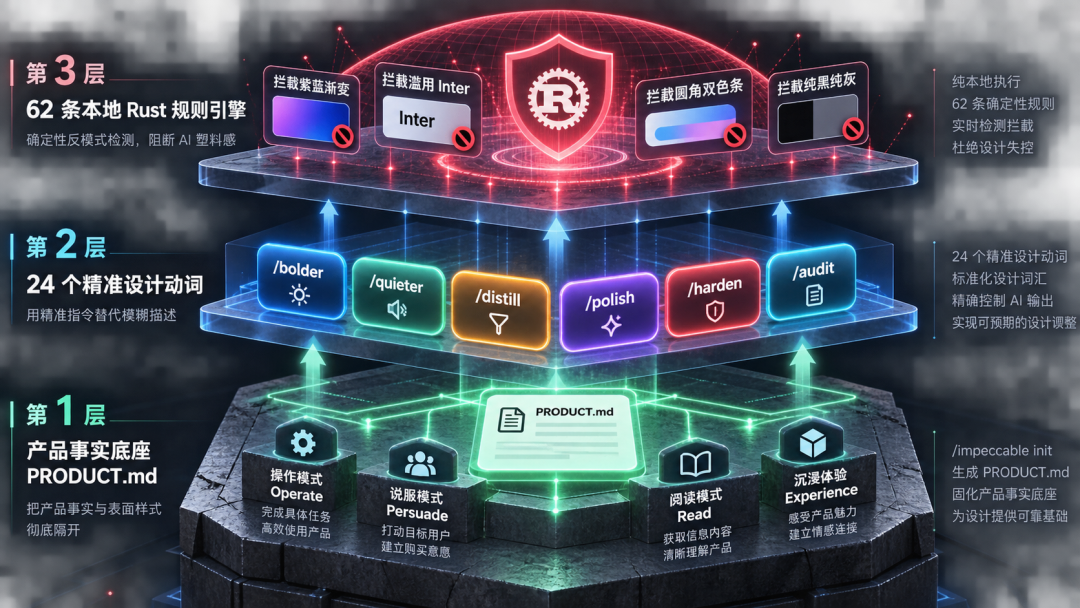 第 3 层
62 条本地 Rust 规则引擎
确定性反模式检测，阻断 AI 塑料感
拦截紫蓝渐变
拦截滥用 Inter
Inter
R
拦截圆角双色条
拦截纯黑纯灰
纯本地执行
62 条确定性规则
实时检测拦截
杜绝设计失控
第 2 层
24 个精准设计动词
用精准指令替代模糊描述
/bolder
/quieter
/distill
/polish
/harden
/audit
24 个精准设计动词
标准化设计词汇
精确控制 AI 输出
实现可预期的设计调整
第 1 层
产品事实底座
PRODUCT.md
把产品事实与表面样式
彻底隔开
PRODUCT.md
操作模式
Operate
完成具体任务
高效使用产品
说服模式
Persuade
打动目标用户
建立购买意愿
阅读模式
Read
获取信息内容
清晰理解产品
沉浸体验
Experience
感受产品魅力
建立情感连接
/impeccable init
生成 PRODUCT.md
固化产品事实底座
为设计提供可靠基础